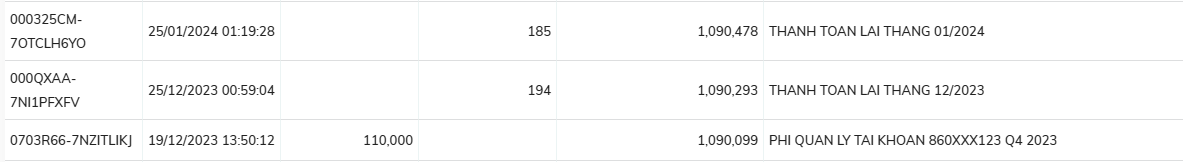 000325CM-
7OTCLH6YO
25/01/2024 01:19:28
185
1,090,478
THANH TOAN LAI THANG 01/2024
000QXAA-
7NI1PFXFV
25/12/2023 00:59:04
194
1,090,293
THANH TOAN LAI THANG 12/2023
0703R66-7NZITLIKJ
19/12/2023 13:50:12
110,000
1,090,099
PHI QUAN LY TAI KHOAN 860XXX123 Q4 2023